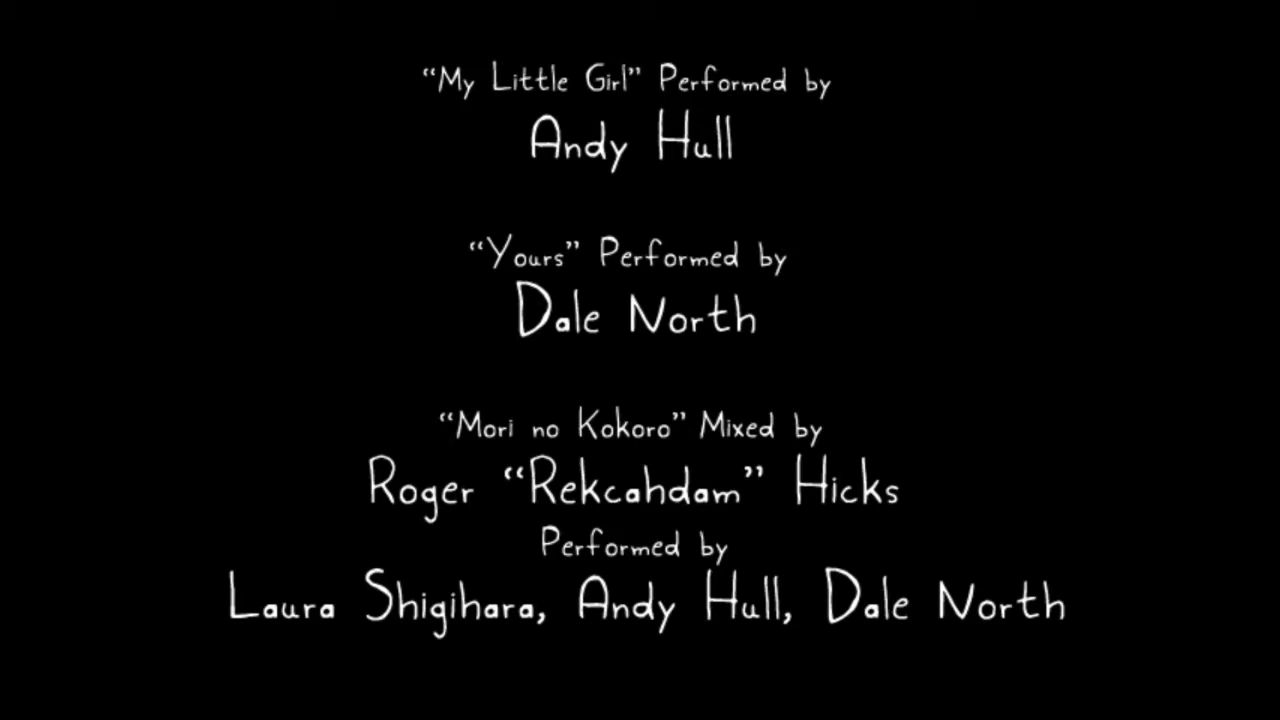 “My Little Girl” Performed by
Andy Hull
“Yours” Performed by
Dale North
“Mori no Kokoro” Mixed by
Roger “Rekcahdam” Hicks
Performed by
Laura Shigihara, Andy Hull, Dale North